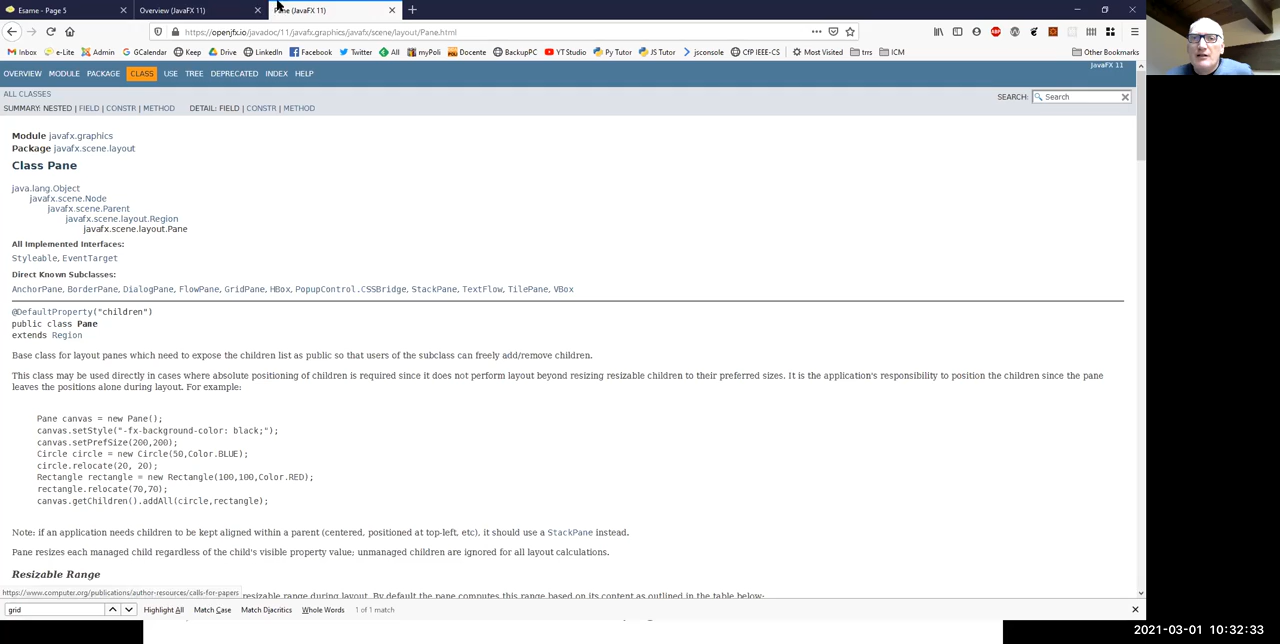 Esame - Page 5
Overview (JavaFX 11)
Pane (JavaFX 11)
https://openjfx.io/javadoc/11/javafx.graphics/javafx/scene/layout/Pane.html
Inbox e-Lite Admin GCalendar Keep Drive LinkedIn Facebook Twitter All myPoli Docente BackupPC YT Studio Py Tutor JS Tutor jsconsole CfP IEEE-CS Most Visited trrs ICM Other Bookmarks
OVERVIEW MODULE PACKAGE CLASS USE TREE DEPRECATED INDEX HELP
JavaFX 11
ALL CLASSES
SUMMARY: NESTED | FIELD | CONSTR | METHOD DETAIL: FIELD | CONSTR | METHOD
SEARCH: Search
Module javafx.graphics
Package javafx.scene.layout
Class Pane
java.lang.Object
javafx.scene.Node
javafx.scene.Parent
javafx.scene.layout.Region
javafx.scene.layout.Pane
All Implemented Interfaces:
Styleable, EventTarget
Direct Known Subclasses:
AnchorPane, BorderPane, DialogPane, FlowPane, GridPane, HBox, PopupControl.CSSBridge, StackPane, TextFlow, TilePane, VBox
@DefaultProperty("children")
public class Pane
extends Region
Base class for layout panes which need to expose the children list as public so that users of the subclass can freely add/remove children.
This class may be used directly in cases where absolute positioning of children is required since it does not perform layout beyond resizing resizable children to their preferred sizes. It is the application's responsibility to position the children since the pane
leaves the positions alone during layout. For example:
Pane canvas = new Pane();
canvas.setStyle("-fx-background-color: black;");
canvas.setPrefSize(200,200);
Circle circle = new Circle(50,Color.BLUE);
circle.relocate(20, 20);
Rectangle rectangle = new Rectangle(100,100,Color.RED);
rectangle.relocate(70,70);
canvas.getChildren().addAll(circle,rectangle);
Note: if an application needs children to be kept aligned within a parent (centered, positioned at top-left, etc), it should use a StackPane instead.
Pane resizes each managed child regardless of the child's visible property value; unmanaged children are ignored for all layout calculations.
Resizable Range
https://www.computer.org/publications/author-resources/calls-for-papers
resizable range during layout. By default the pane computes this range based on its content as outlined in the table below:
grid Highlight All Match Case Match Diacritics Whole Words 1 of 1 match
2021-03-01 10:32:33